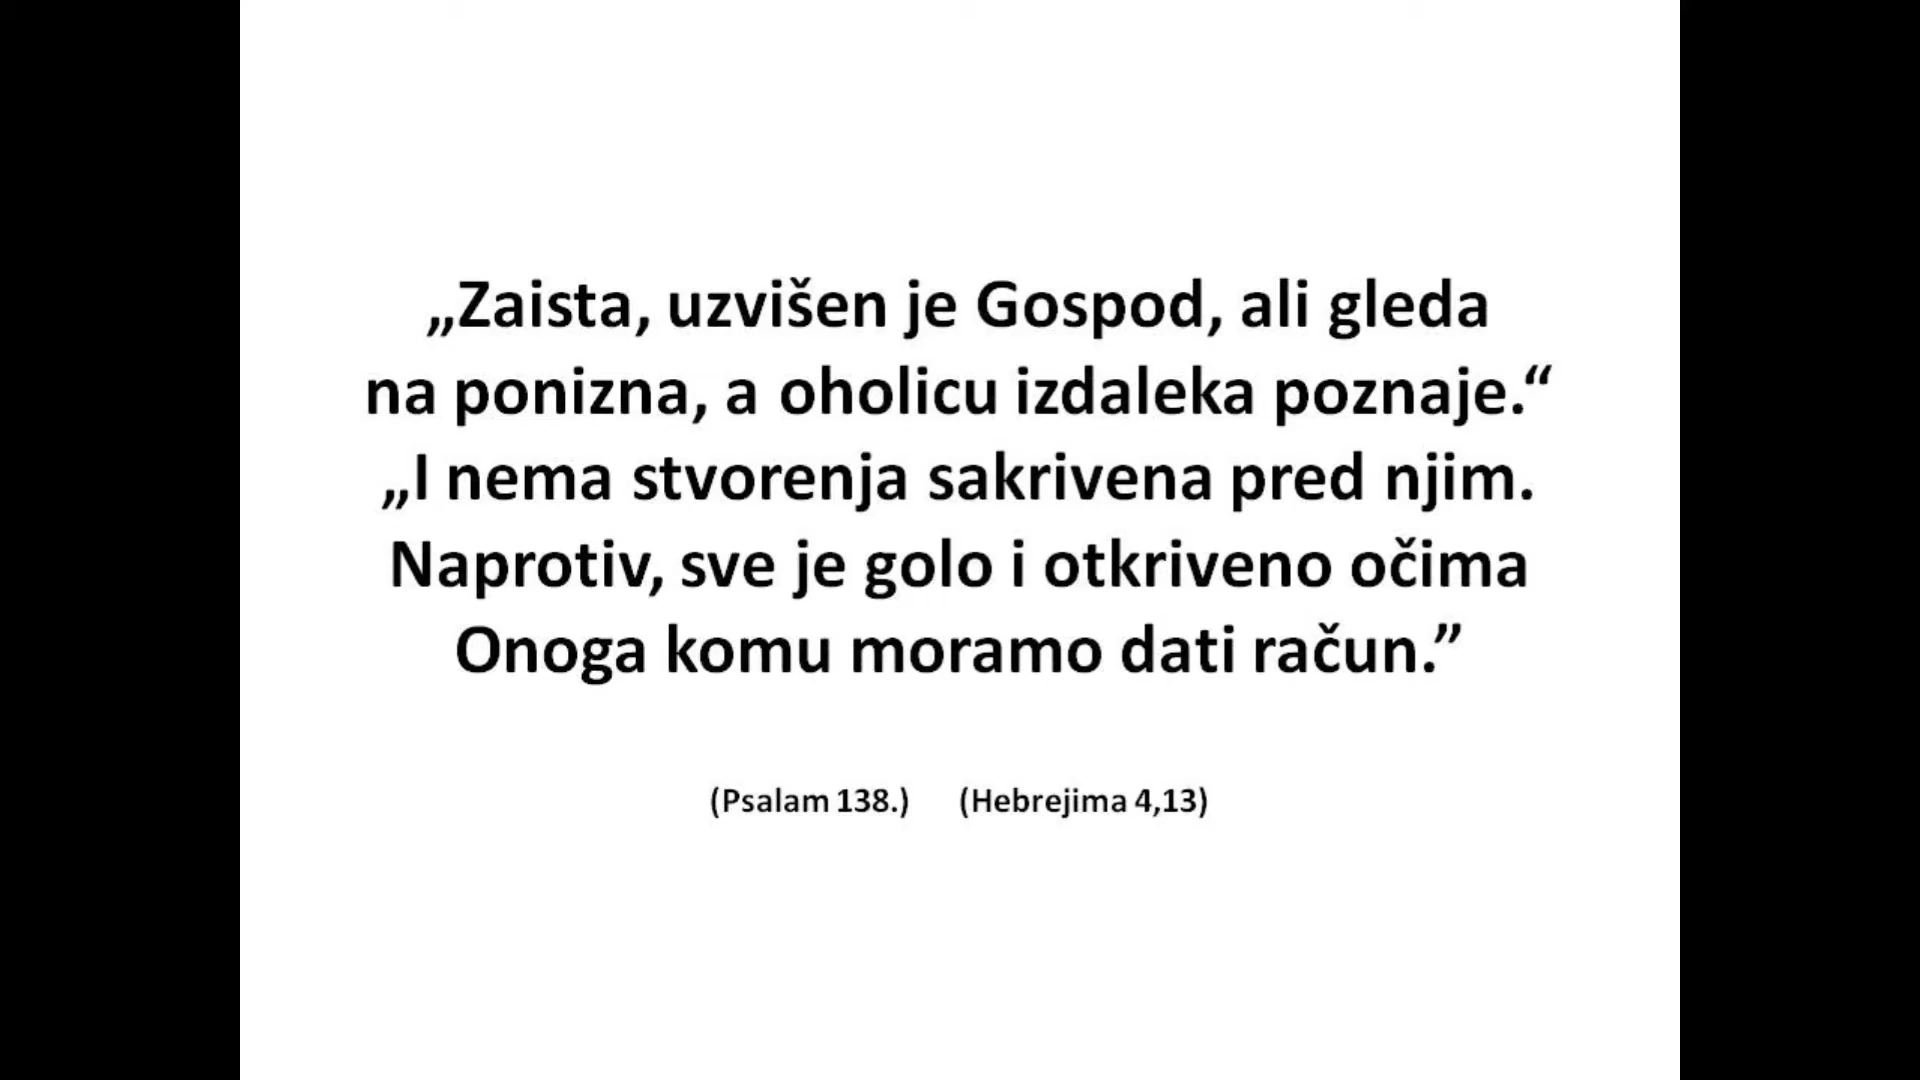 „Zaista, uzvišen je Gospod, ali gleda
na ponizna, a oholicu izdaleka poznaje.“
„I nema stvorenja sakrivena pred njim.
Naprotiv, sve je golo i otkriveno očima
Onoga komu moramo dati račun.”
(Psalam 138.) (Hebrejima 4,13)